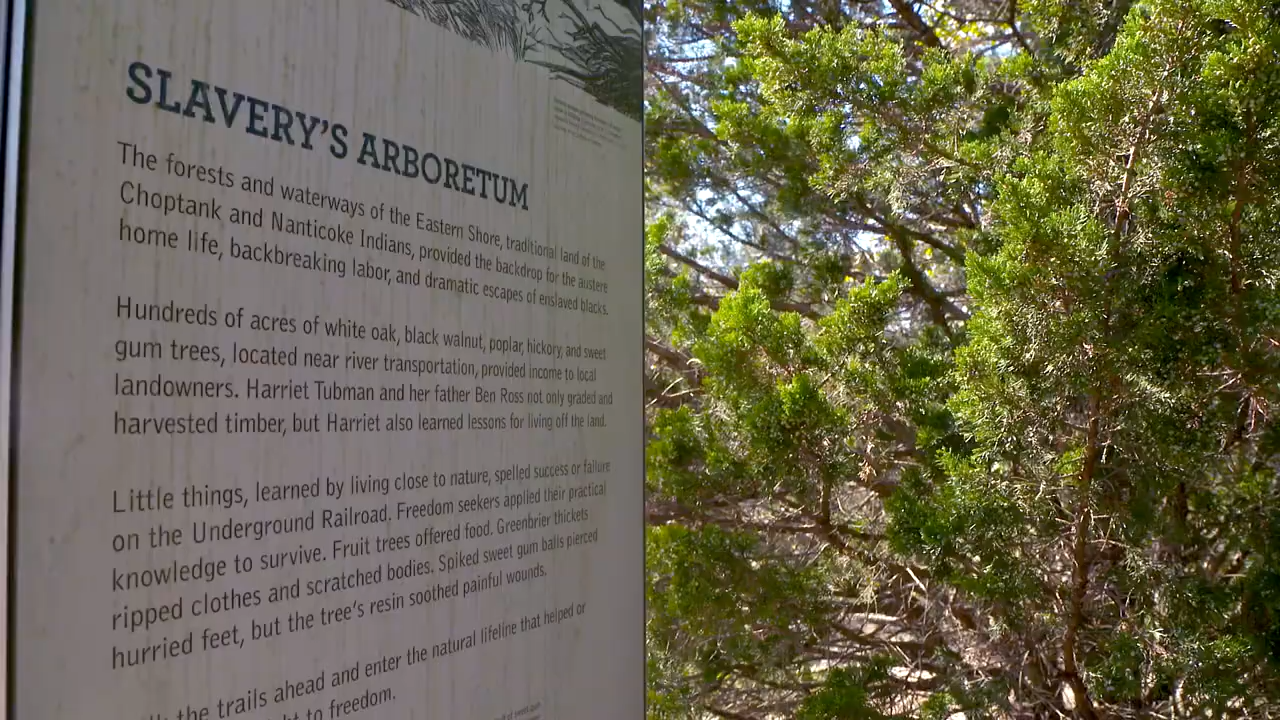 SLAVERY'S ARBORETUM
The forests and waterways of the Eastern Shore, traditional land of the
Choptank and Nanticoke Indians, provided the backdrop for the austere
home life, backbreaking labor, and dramatic escapes of enslaved blacks.
Hundreds of acres of white oak, black walnut, poplar, hickory, and sweet
gum trees, located near river transportation, provided income to local
landowners. Harriet Tubman and her father Ben Ross not only graded and
harvested timber, but Harriet also learned lessons for living off the land.
Little things, learned by living close to nature, spelled success or failure
on the Underground Railroad. Freedom seekers applied their practical
knowledge to survive. Fruit trees offered food. Greenbrier thickets
ripped clothes and scratched bodies. Spiked sweet gum balls pierced
hurried feet, but the tree's resin soothed painful wounds.
the trails ahead and enter the natural lifeline that helped or
to freedom.